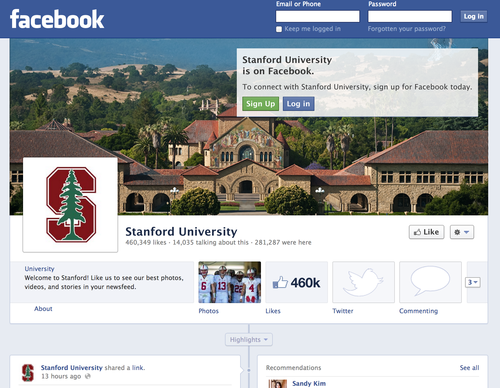 facebook
Email or Phone
Password
Log in
Keep me logged in
Forgotten your password?
Stanford University
is on Facebook.
To connect with Stanford University, sign up for Facebook today.
Sign Up
Log in
S
Stanford University
460,349 likes · 14,035 talking about this · 281,287 were here
Like
University
Welcome to Stanford! Like us to see our best photos,
videos, and stories in your newsfeed.
About
6 13 22 4
Photos
460k
Likes
Twitter
Commenting
3
Highlights
Stanford University shared a link.
13 hours ago
Recommendations
See all
Sandy Kim